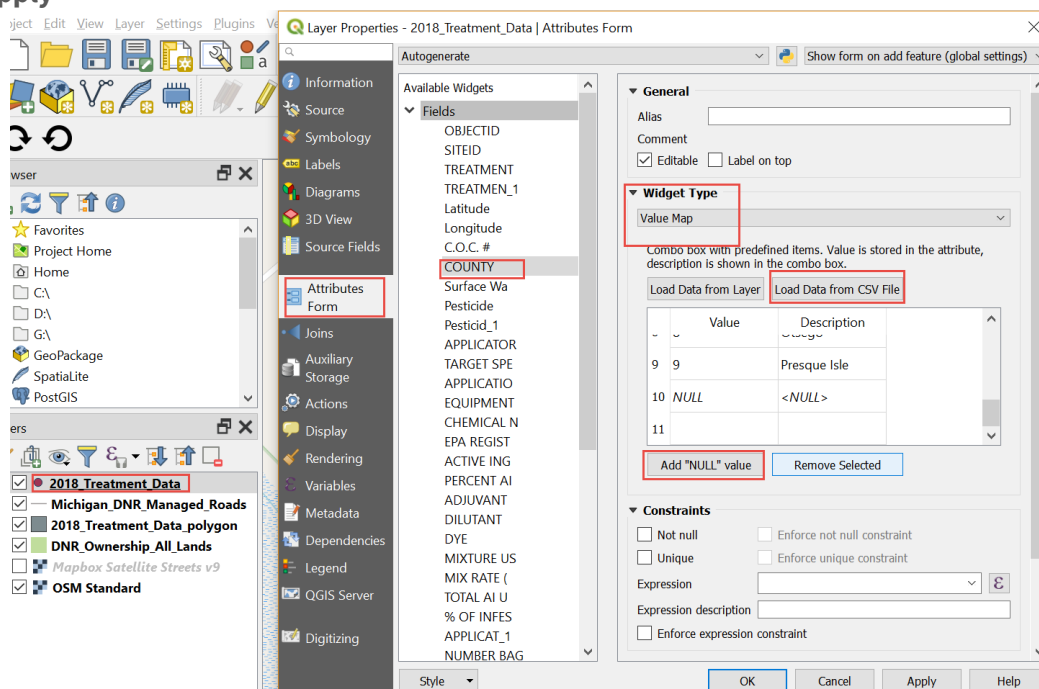 pply
ject Edit View Layer Settings Plugins Ve
a
wser
Favorites
Project Home
Home
C:\
D:\
G:\
GeoPackage
SpatiaLite
PostGIS
ers
2018_Treatment_Data
Michigan_DNR_Managed_Roads
2018_Treatment_Data_polygon
DNR_Ownership_All_Lands
Mapbox Satellite Streets v9
OSM Standard
Layer Properties - 2018_Treatment_Data | Attributes Form
Information
Source
Symbology
abc Labels
Diagrams
3D View
Source Fields
Attributes
Form
Joins
Auxiliary
Storage
Actions
Display
Rendering
Variables
Metadata
Dependencies
Legend
QGIS Server
Digitizing
Autogenerate
Show form on add feature (global settings)
Available Widgets
Fields
OBJECTID
SITEID
TREATMENT
TREATMEN_1
Latitude
Longitude
C.O.C. #
COUNTY
Surface Wa
Pesticide
Pesticid_1
APPLICATOR
TARGET SPE
APPLICATIO
EQUIPMENT
CHEMICAL N
EPA REGIST
ACTIVE ING
PERCENT AI
ADJUVANT
DILUTANT
DYE
MIXTURE US
MIX RATE (
TOTAL AI U
% OF INFES
APPLICAT_1
NUMBER BAG
General
Alias
Comment
Editable Label on top
Widget Type
Value Map
Combo box with predefined items. Value is stored in the attribute,
description is shown in the combo box.
Load Data from Layer Load Data from CSV File
Value Description
9 9 Presque Isle
10 NULL <NULL>
11
Add "NULL" value Remove Selected
Constraints
Not null Enforce not null constraint
Unique Enforce unique constraint
Expression ε
Expression description
Enforce expression constraint
Style OK Cancel Apply Help